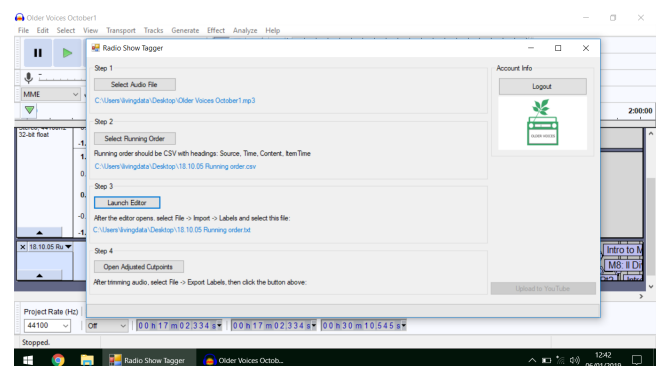 Older Voices October1
File Edit Select View Transport Tracks Generate Effect Analyze Help
Radio Show Tagger
Step 1
Account Info
Select Audio File
Logout
C:\Users\livingdata\Desktop\Older Voices October1.mp3
MME
2:00:00
Step 2
OLDER VOICES
32-bit float
Select Running Order
Running order should be CSV with headings: Source, Time, Content, ItemTime
C:\Users\livingdata\Desktop\18.10.05 Running order.csv
Step 3
Launch Editor
After the editor opens. select File -> Import -> Labels and select this file:
C:\Users\livingdata\Desktop\18.10.05 Running order.txt
18.10.05 Ru
Step 4
Intro to M
Open Adjusted Cutpoints
M8: II Di
After trimming audio, select File -> Export Labels, then click the button above:
Upload to YouTube
Project Rate (Hz)
44100
Off
00 h 17 m 02.334 s
00 h 17 m 02.334 s
00 h 30 m 10.545 s
Stopped.
Radio Show Tagger
Older Voices Octob...
12:42
06/01/2019